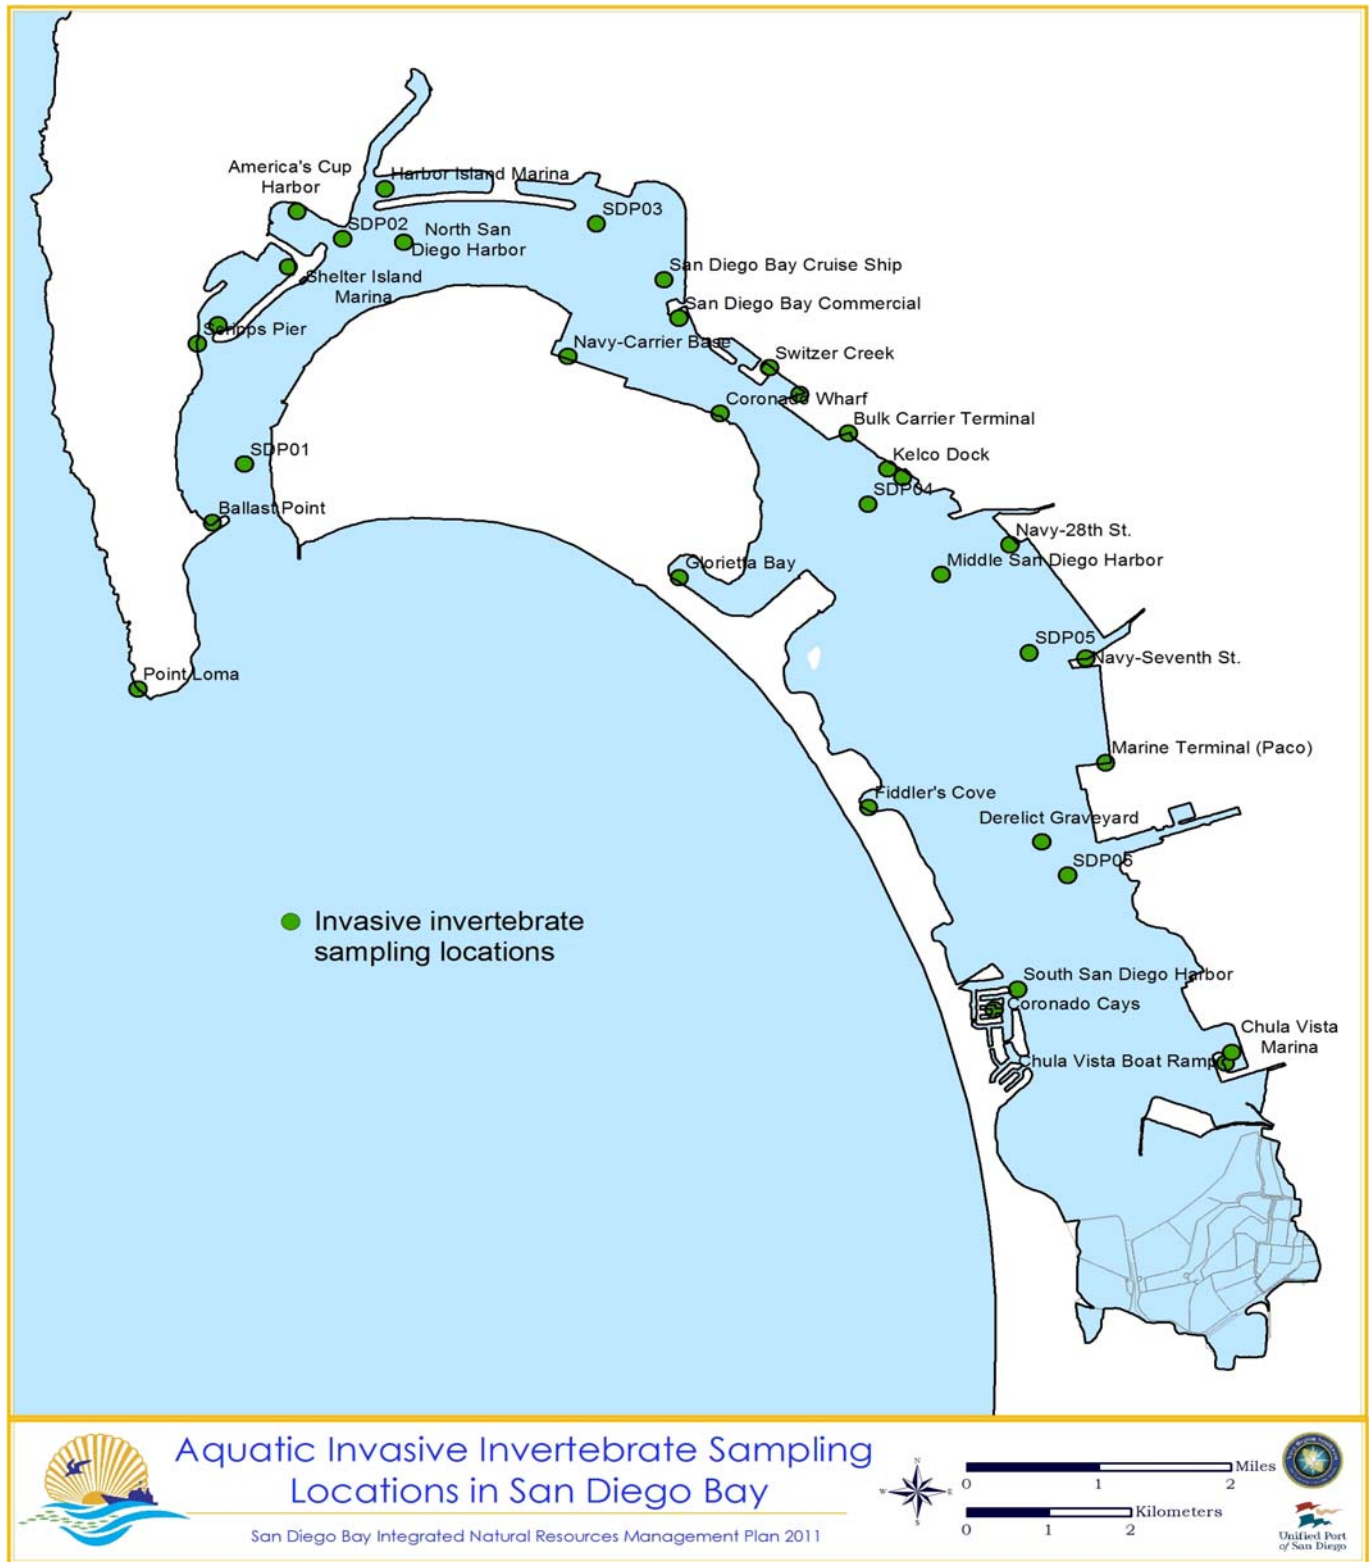 America's Cup
Harbor
Harbor Island Marina
SDP02
North San
Diego Harbor
SDP03
Shelter Island
Marina
San Diego Bay Cruise Ship
San Diego Bay Commercial
Scripps Pier
Navy-Carrier Base
Switzer Creek
Coronado Wharf
Bulk Carrier Terminal
SDP01
Kelco Dock
SDP04
Ballast Point
Navy-28th St.
Glorietta Bay
Middle San Diego Harbor
SDP05
Navy-Seventh St.
Point Loma
Marine Terminal (Paco)
Fiddler's Cove
Derelict Graveyard
SDP06
Invasive invertebrate
sampling locations
South San Diego Harbor
Coronado Cays
Chula Vista
Marina
Chula Vista Boat Ramp
Aquatic Invasive Invertebrate Sampling
Locations in San Diego Bay
San Diego Bay Integrated Natural Resources Management Plan 2011
N
W E
S
Miles
0 1 2
Kilometers
0 1 2
Unified Port
of San Diego